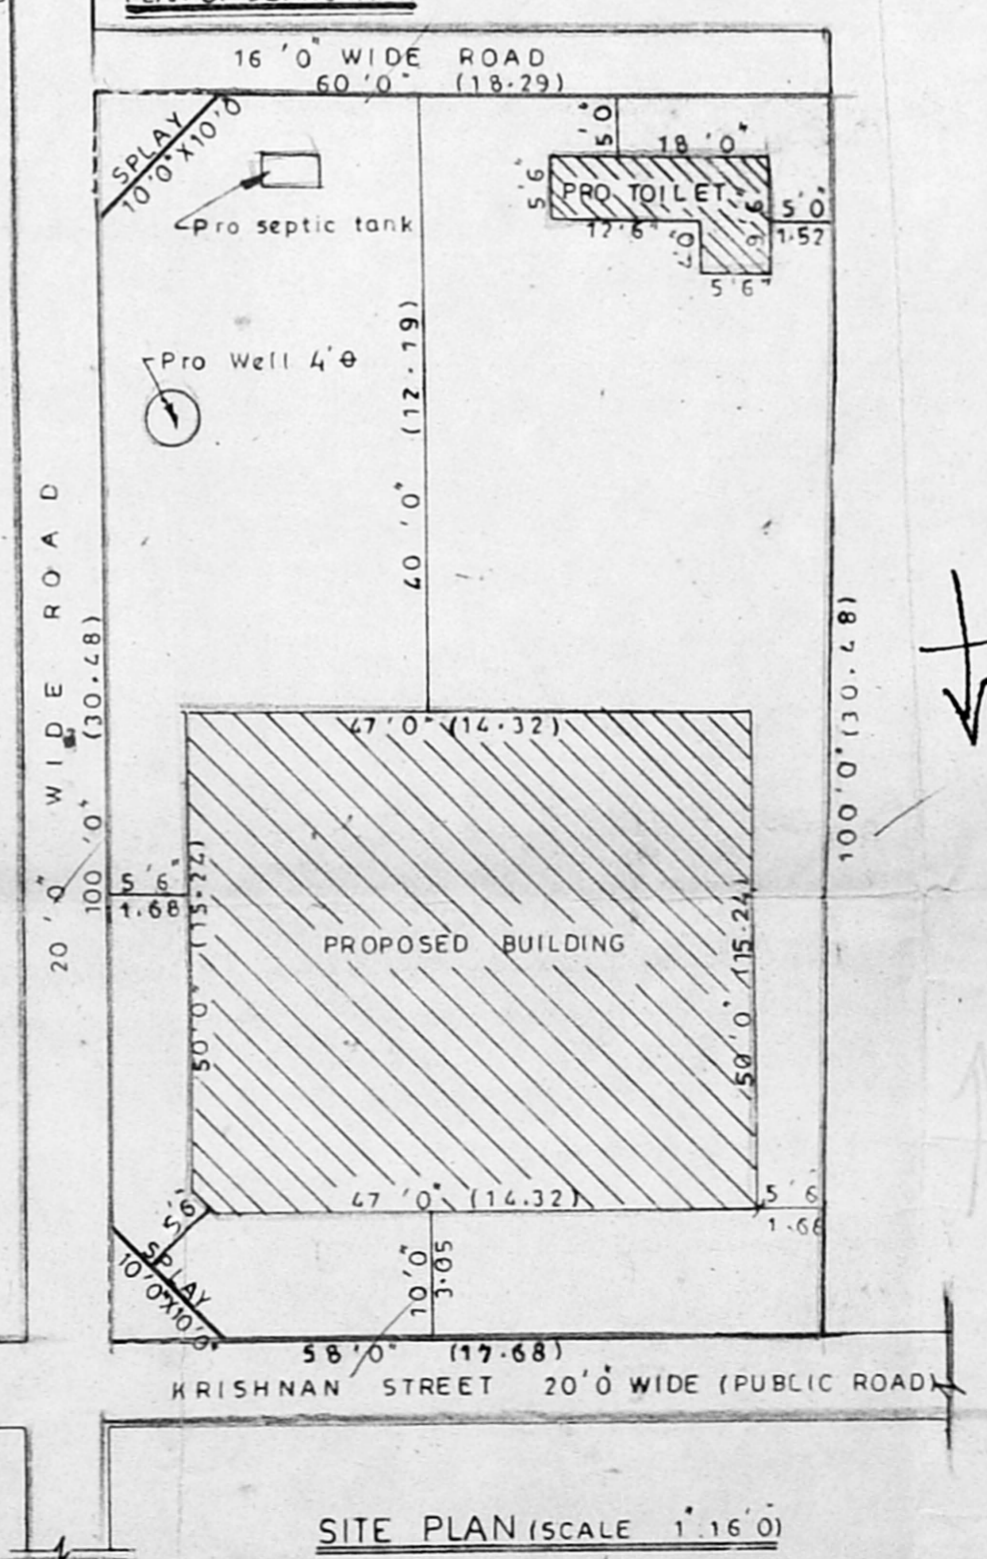 16'0" WIDE ROAD
60'0" (18.29)
SPLAY
10'0"X10'0
5'0"
18'0"
5'6"
PRO TOILET
9'6"
5'0"
1.52
12'6"
4'0"
5'6"
Pro septic tank
Pro Well 4'θ
40'0" (12.19)
20'0" WIDE ROAD
100'0" (30.48)
100'0" (30.48)
47'0" (14.32)
5'6"
1.68
50'0" (15.24)
PROPOSED BUILDING
50'0" (15.24)
47'0" (14.32)
5'6
1.68
5'6"
SPLAY
10'0"X10'0"
10'0"
3.05
58'0" (17.68)
KRISHNAN STREET 20'0" WIDE (PUBLIC ROAD)
SITE PLAN (SCALE 1".16'0)